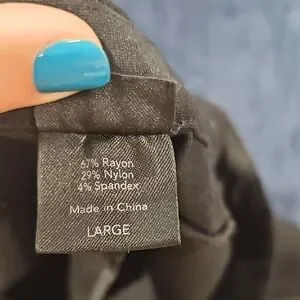 67% Rayon
29% Nylon
4% Spandex
Made in China
LARGE